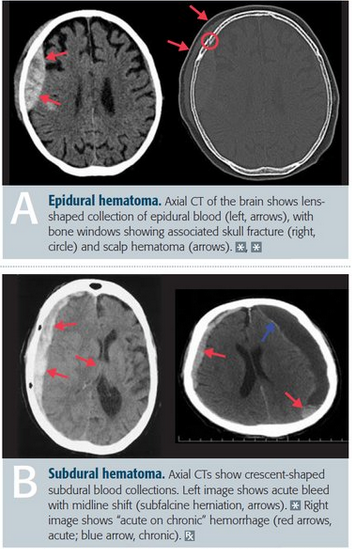 A
Epidural hematoma. Axial CT of the brain shows lens-
shaped collection of epidural blood (left, arrows), with
bone windows showing associated skull fracture (right,
circle) and scalp hematoma (arrows). ※, ※
B
Subdural hematoma. Axial CTs show crescent-shaped
subdural blood collections. Left image shows acute bleed
with midline shift (subfalcine herniation, arrows). ※ Right
image shows “acute on chronic” hemorrhage (red arrows,
acute; blue arrow, chronic). ℞